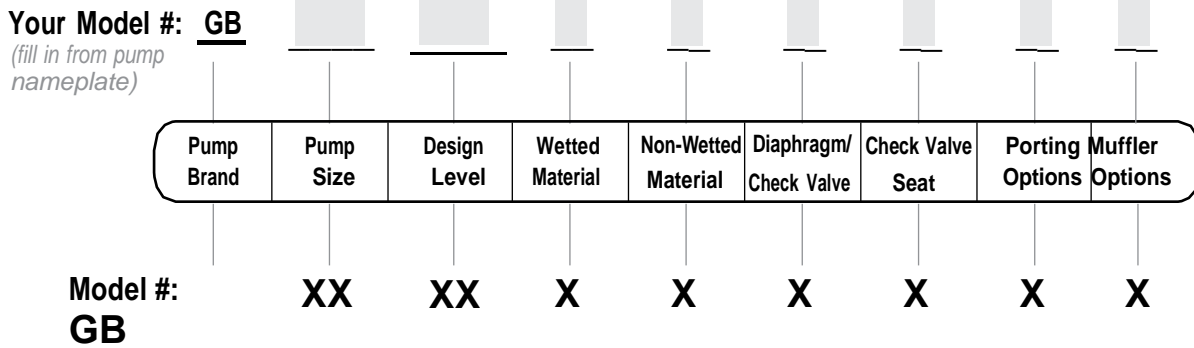 Your Model #: GB
(fill in from pump
nameplate)
Pump Pump Design Wetted Non-Wetted Diaphragm/ Check Valve Porting Muffler
Brand Size Level Material Material Check Valve Seat Options Options
Model #: XX XX X X X X X X
GB